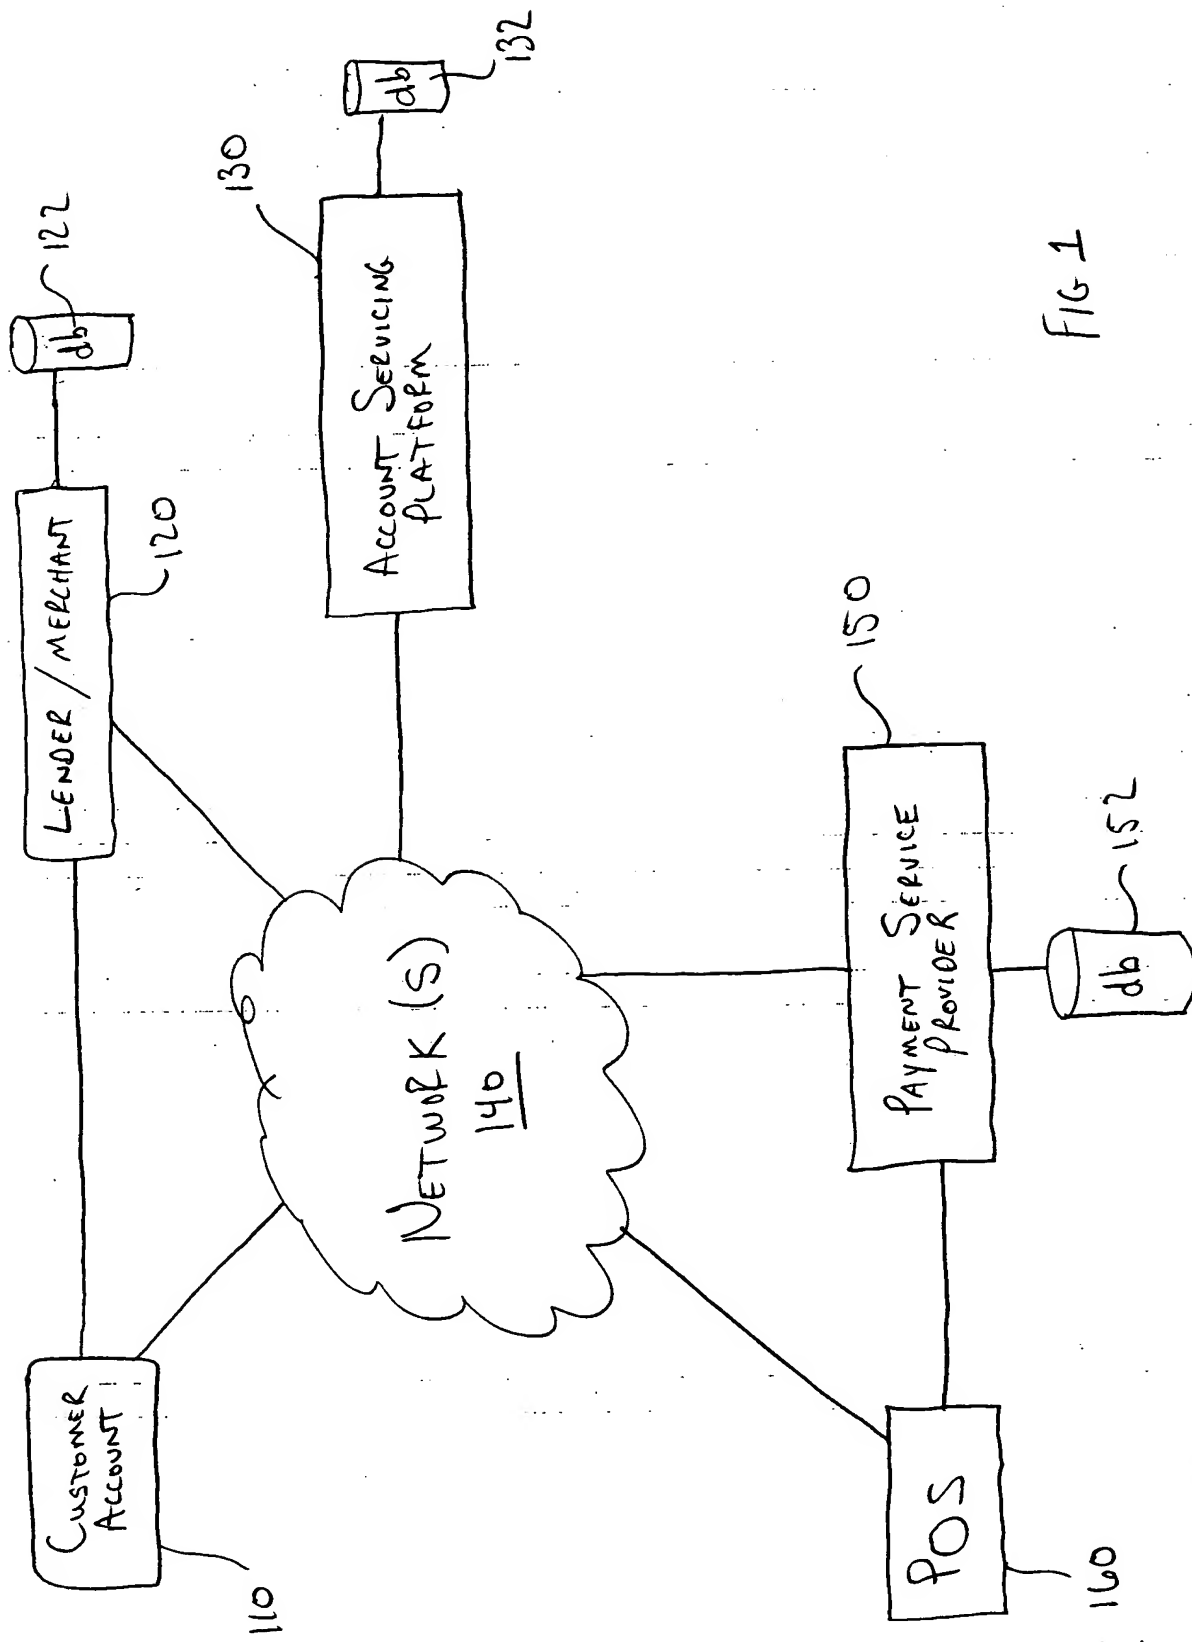 CUSTOMER
ACCOUNT
110
LENDER / MERCHANT
120
db
122
NETWORK (S)
140
ACCOUNT SERVICING
PLATFORM
130
db
132
POS
160
PAYMENT SERVICE
PROVIDER
150
db
152
FIG 1